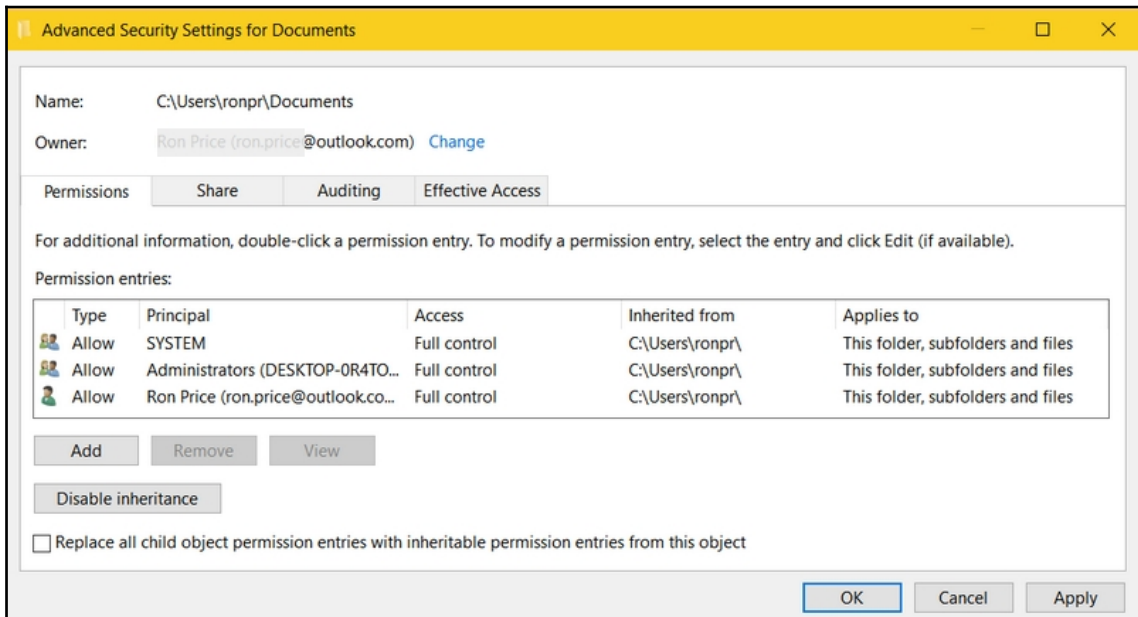 Advanced Security Settings for Documents
Name: C:\Users\ronpr\Documents
Owner: Ron Price (ron.price@outlook.com) Change
Permissions Share Auditing Effective Access
For additional information, double-click a permission entry. To modify a permission entry, select the entry and click Edit (if available).
Permission entries:
Type Principal Access Inherited from Applies to
Allow SYSTEM Full control C:\Users\ronpr\ This folder, subfolders and files
Allow Administrators (DESKTOP-0R4TO... Full control C:\Users\ronpr\ This folder, subfolders and files
Allow Ron Price (ron.price@outlook.co... Full control C:\Users\ronpr\ This folder, subfolders and files
Add Remove View
Disable inheritance
Replace all child object permission entries with inheritable permission entries from this object
OK Cancel Apply